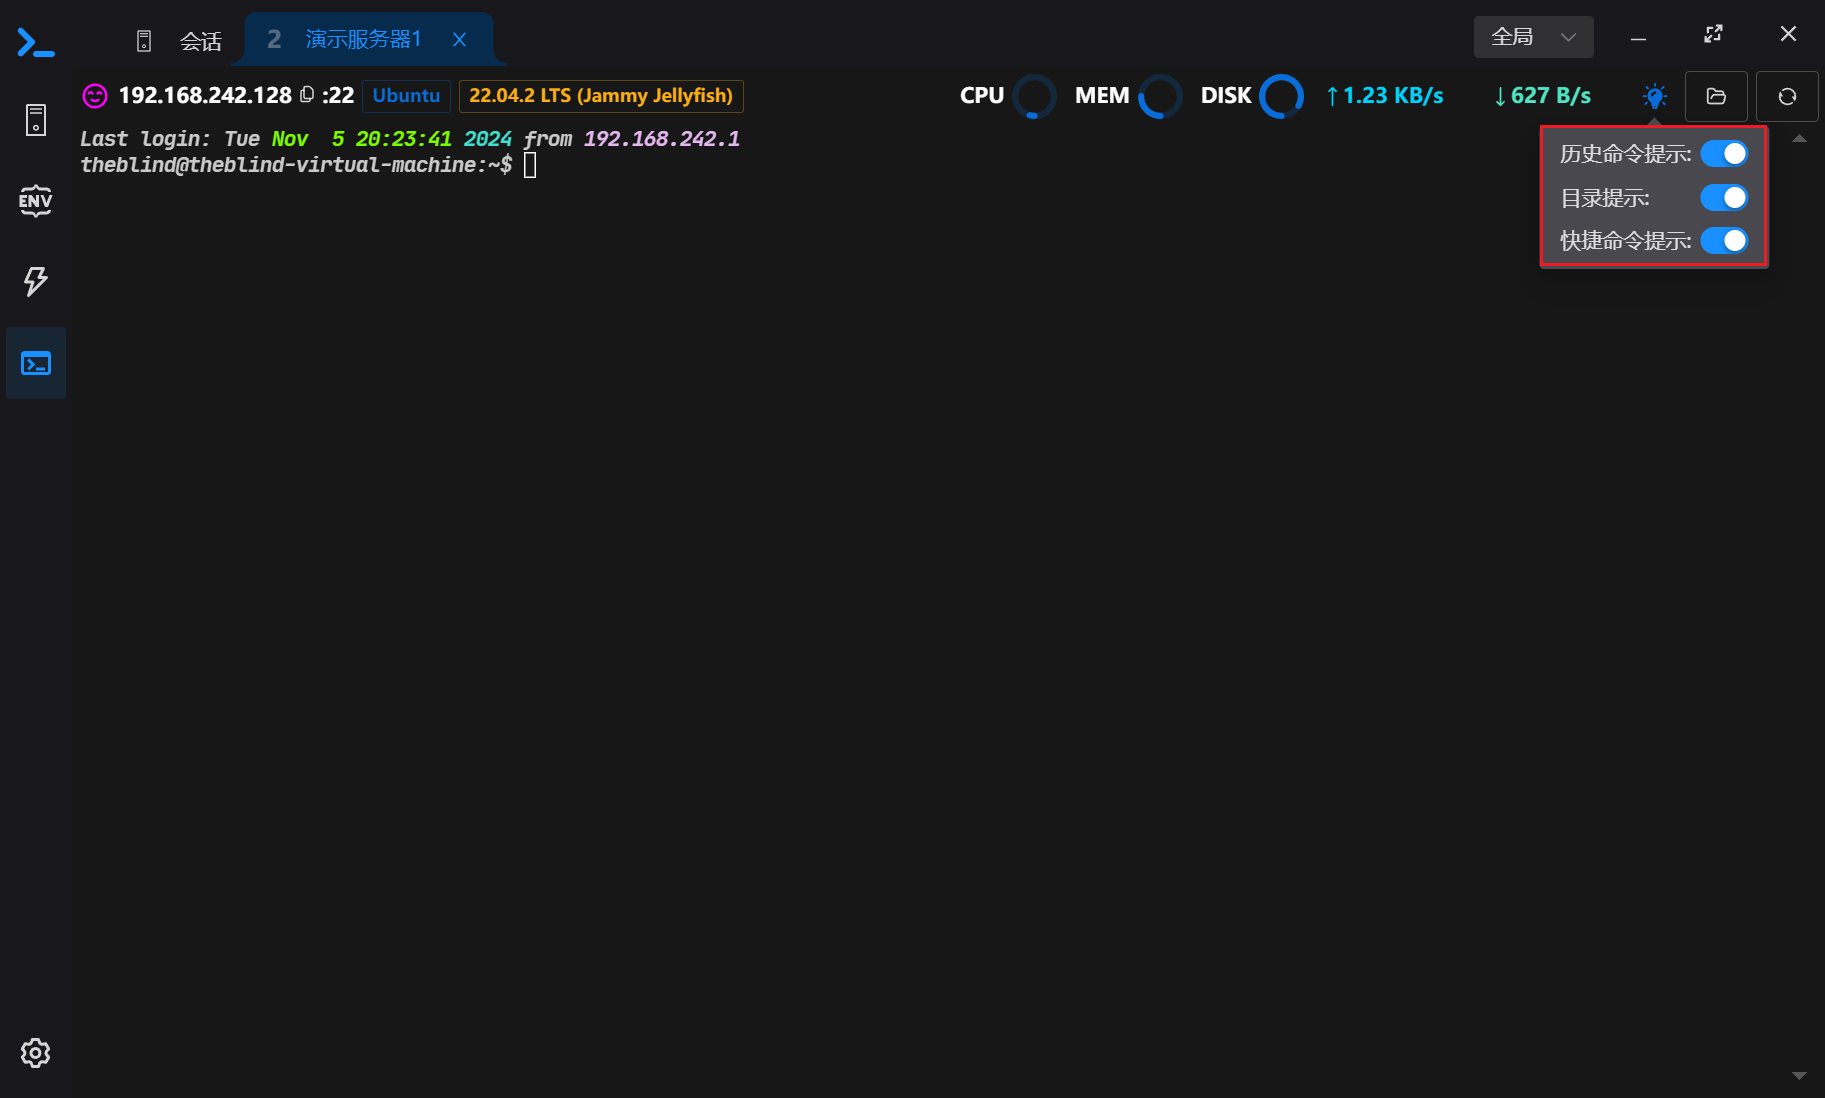 会话
2 演示服务器1 X
全局
192.168.242.128 :22 Ubuntu 22.04.2 LTS (Jammy Jellyfish)
CPU MEM DISK ↑1.23 KB/s ↓627 B/s
ENV
Last login: Tue Nov  5 20:23:41 2024 from 192.168.242.1
theblind@theblind-virtual-machine:~$
历史命令提示:
目录提示:
快捷命令提示: